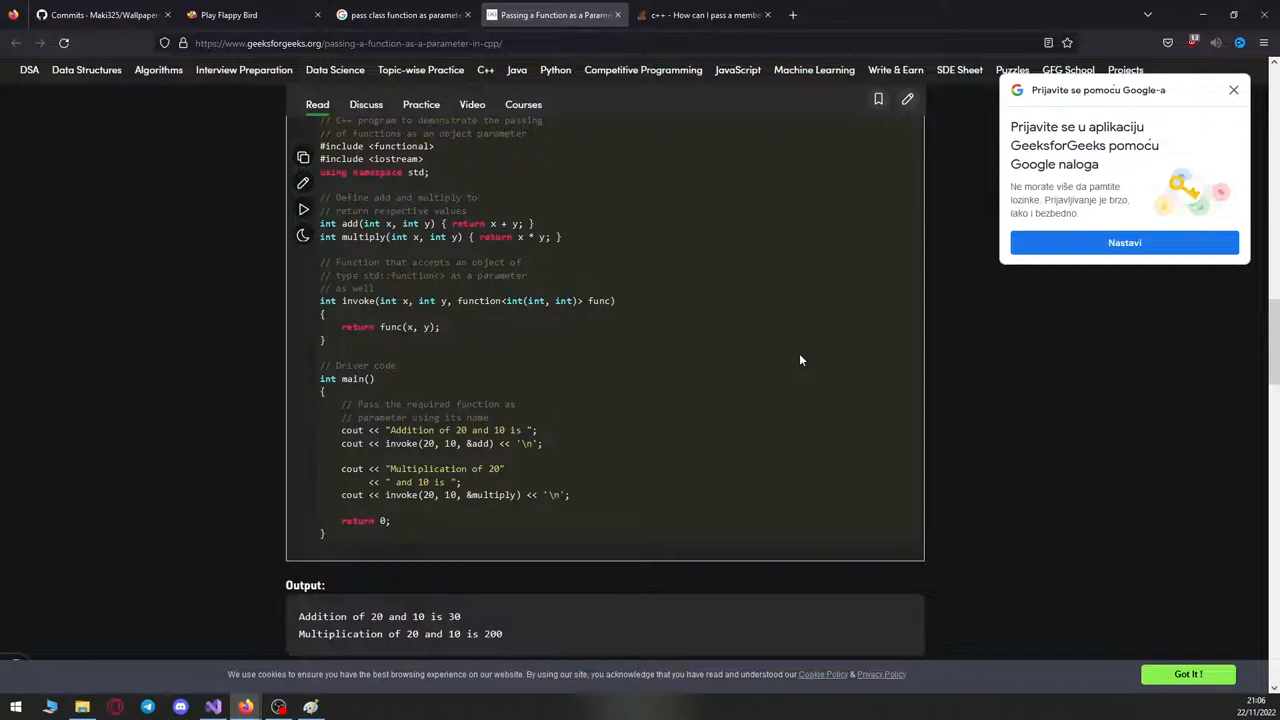 Commits · Maki325/Wallpaper
Play Flappy Bird
pass class function as paramete
Passing a Function as a Parame
c++ - How can I pass a membe
https://www.geeksforgeeks.org/passing-a-function-as-a-parameter-in-cpp/
13
DSA Data Structures Algorithms Interview Preparation Data Science Topic-wise Practice C++ Java Python Competitive Programming JavaScript Machine Learning Write & Earn SDE Sheet Puzzles GFG School Projects
Read Discuss Practice Video Courses
// C++ program to demonstrate the passing
// of functions as an object parameter
#include <functional>
#include <iostream>
using namespace std;
// Define add and multiply to
// return respective values
int add(int x, int y) { return x + y; }
int multiply(int x, int y) { return x * y; }
// Function that accepts an object of
// type std::function<> as a parameter
// as well
int invoke(int x, int y, function<int(int, int)> func)
{
return func(x, y);
}
// Driver code
int main()
{
// Pass the required function as
// parameter using its name
cout << "Addition of 20 and 10 is ";
cout << invoke(20, 10, &add) << '\n';
cout << "Multiplication of 20"
<< " and 10 is ";
cout << invoke(20, 10, &multiply) << '\n';
return 0;
}
Output:
Addition of 20 and 10 is 30
Multiplication of 20 and 10 is 200
Prijavite se pomoću Google-a
Prijavite se u aplikaciju
GeeksforGeeks pomoću
Google naloga
Ne morate više da pamtite
lozinke. Prijavljivanje je brzo,
lako i bezbedno.
Nastavi
We use cookies to ensure you have the best browsing experience on our website. By using our site, you acknowledge that you have read and understood our Cookie Policy & Privacy Policy
Got It !
21:06
22/11/2022